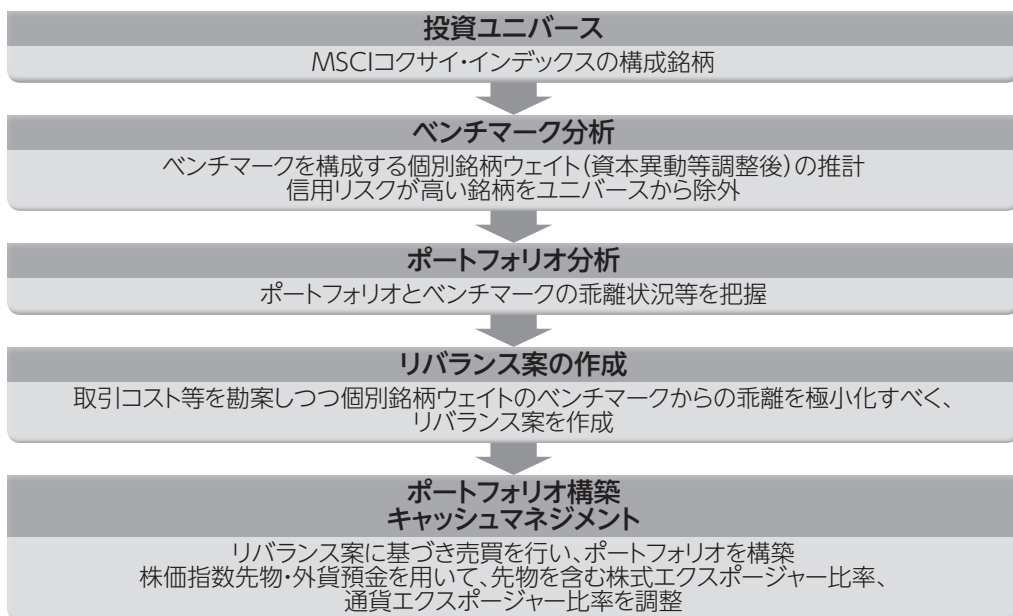 投資ユニバース
MSCIコクサイ・インデックスの構成銘柄
ベンチマーク分析
ベンチマークを構成する個別銘柄ウェイト(資本異動等調整後)の推計
信用リスクが高い銘柄をユニバースから除外
ポートフォリオ分析
ポートフォリオとベンチマークの乖離状況等を把握
リバランス案の作成
取引コスト等を勘案しつつ個別銘柄ウェイトのベンチマークからの乖離を極小化すべく、
リバランス案を作成
ポートフォリオ構築
キャッシュマネジメント
リバランス案に基づき売買を行い、ポートフォリオを構築
株価指数先物・外貨預金を用いて、先物を含む株式エクスポージャー比率、
通貨エクスポージャー比率を調整